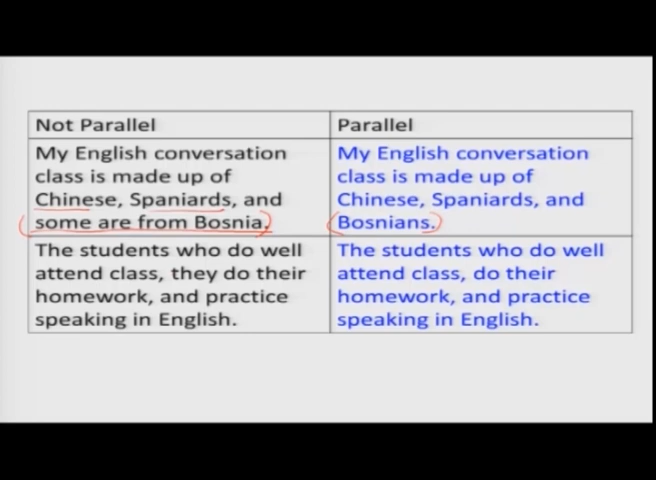 Not Parallel
Parallel
My English conversation
class is made up of
Chinese, Spaniards, and
some are from Bosnia.
My English conversation
class is made up of
Chinese, Spaniards, and
Bosnians.
The students who do well
attend class, they do their
homework, and practice
speaking in English.
The students who do well
attend class, do their
homework, and practice
speaking in English.